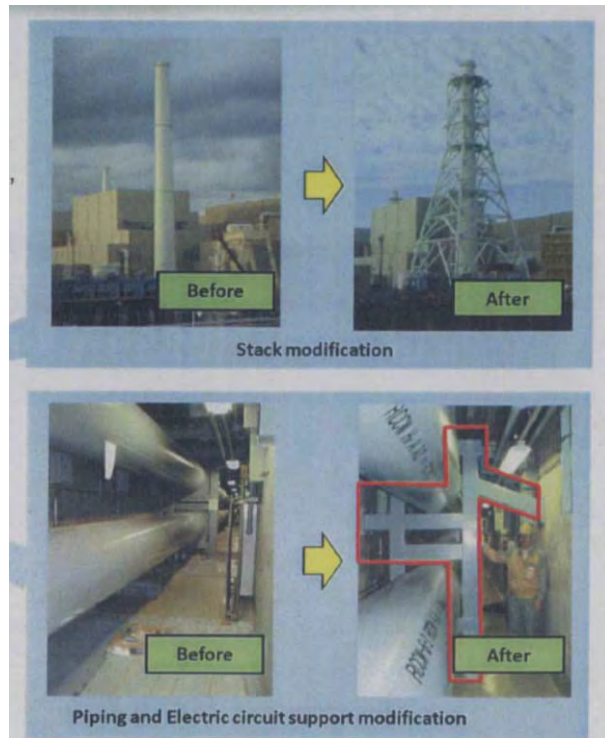 Before
After
Stack modification
Before
After
Piping and Electric circuit support modification